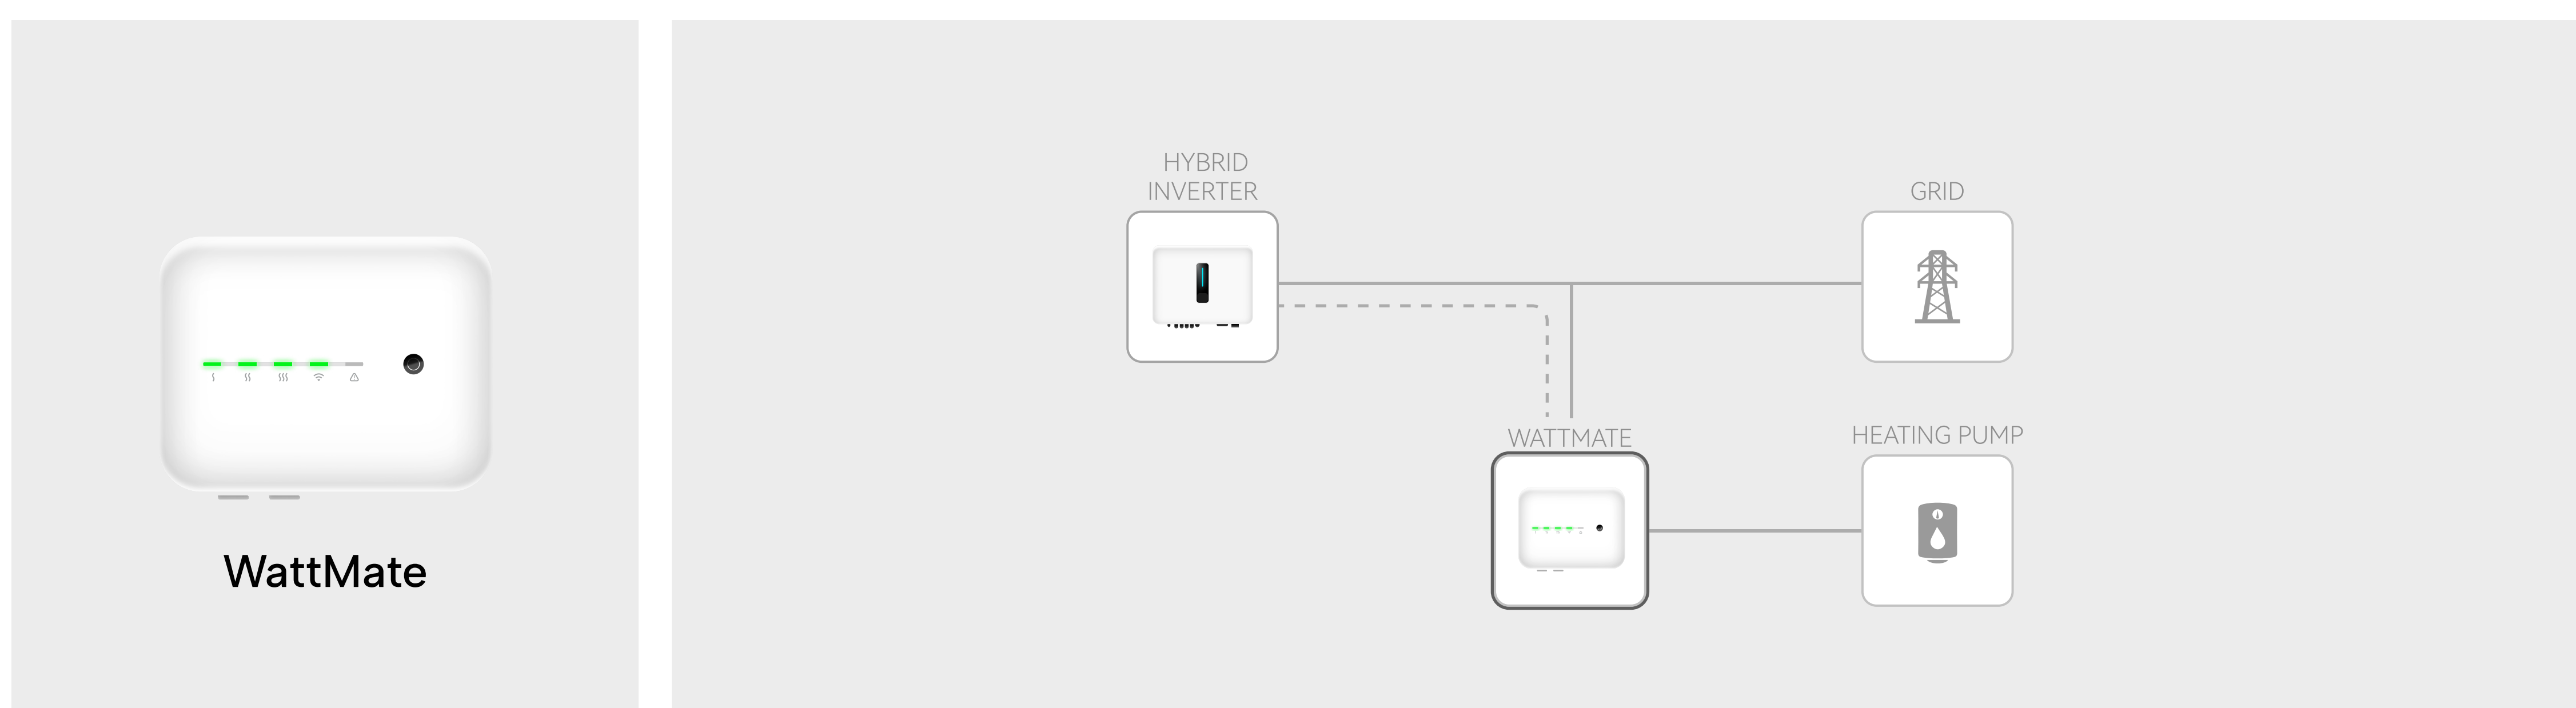 WattMate
HYBRID
INVERTER
GRID
WATTMATE
HEATING PUMP